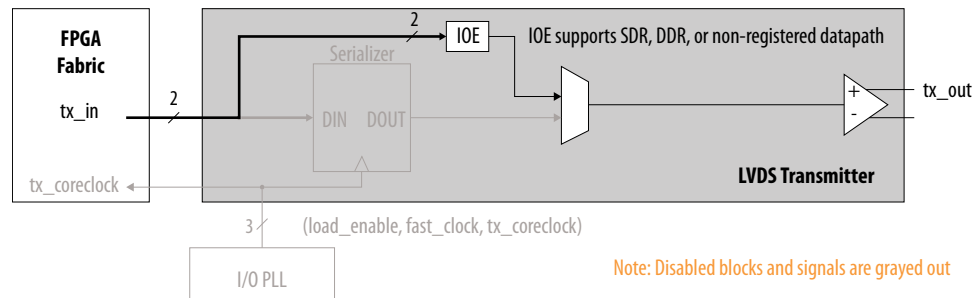 2
FPGA
Fabric
IOE
IOE supports SDR, DDR, or non-registered datapath
Serializer
tx_in
2
DIN
DOUT
+
-
tx_out
tx_coreclock
LVDS Transmitter
3
(load_enable, fast_clock, tx_coreclock)
I/O PLL
Note: Disabled blocks and signals are grayed out